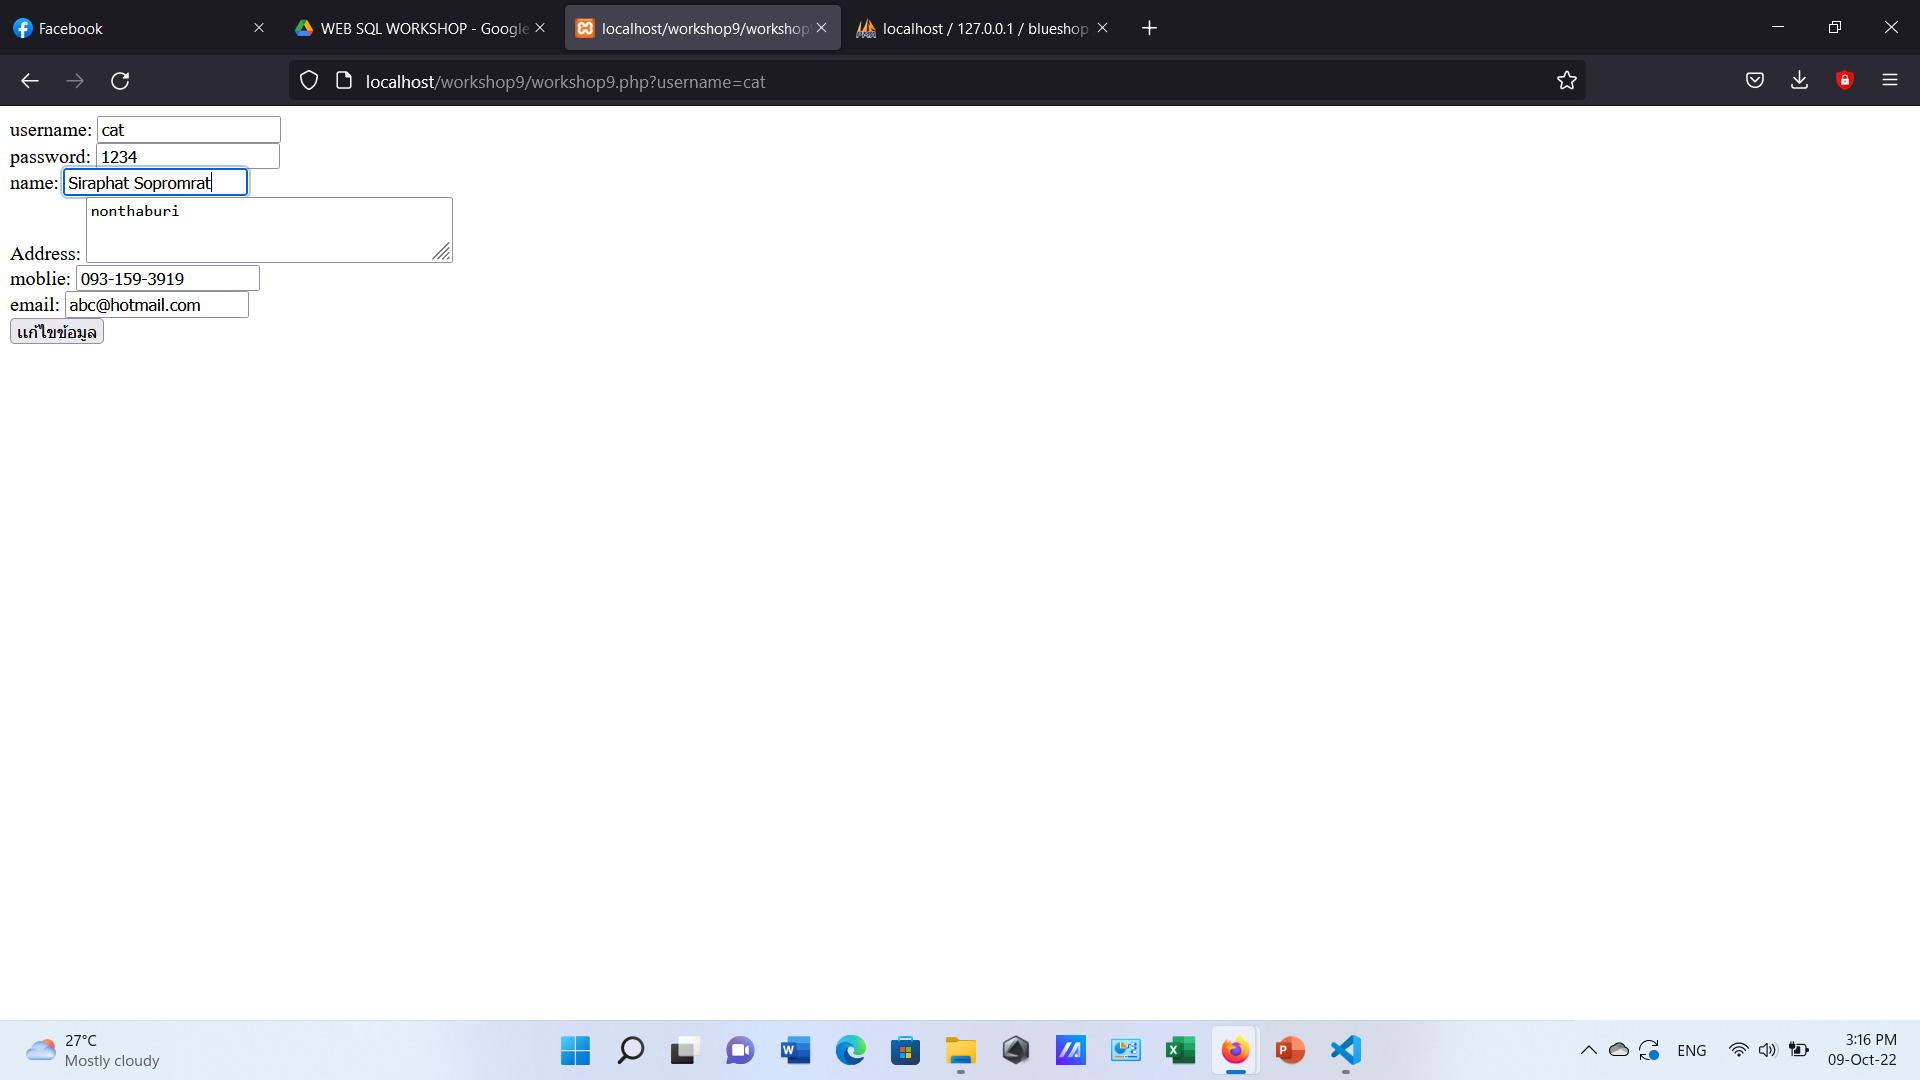 Facebook
WEB SQL WORKSHOP - Google
localhost/workshop9/workshop
localhost / 127.0.0.1 / blueshop
localhost/workshop9/workshop9.php?username=cat
username: cat
password: 1234
name: Siraphat Sopromrat
nonthaburi
Address:
moblie: 093-159-3919
email: abc@hotmail.com
แก้ไขข้อมูล
27°C
Mostly cloudy
ENG
3:16 PM
09-Oct-22